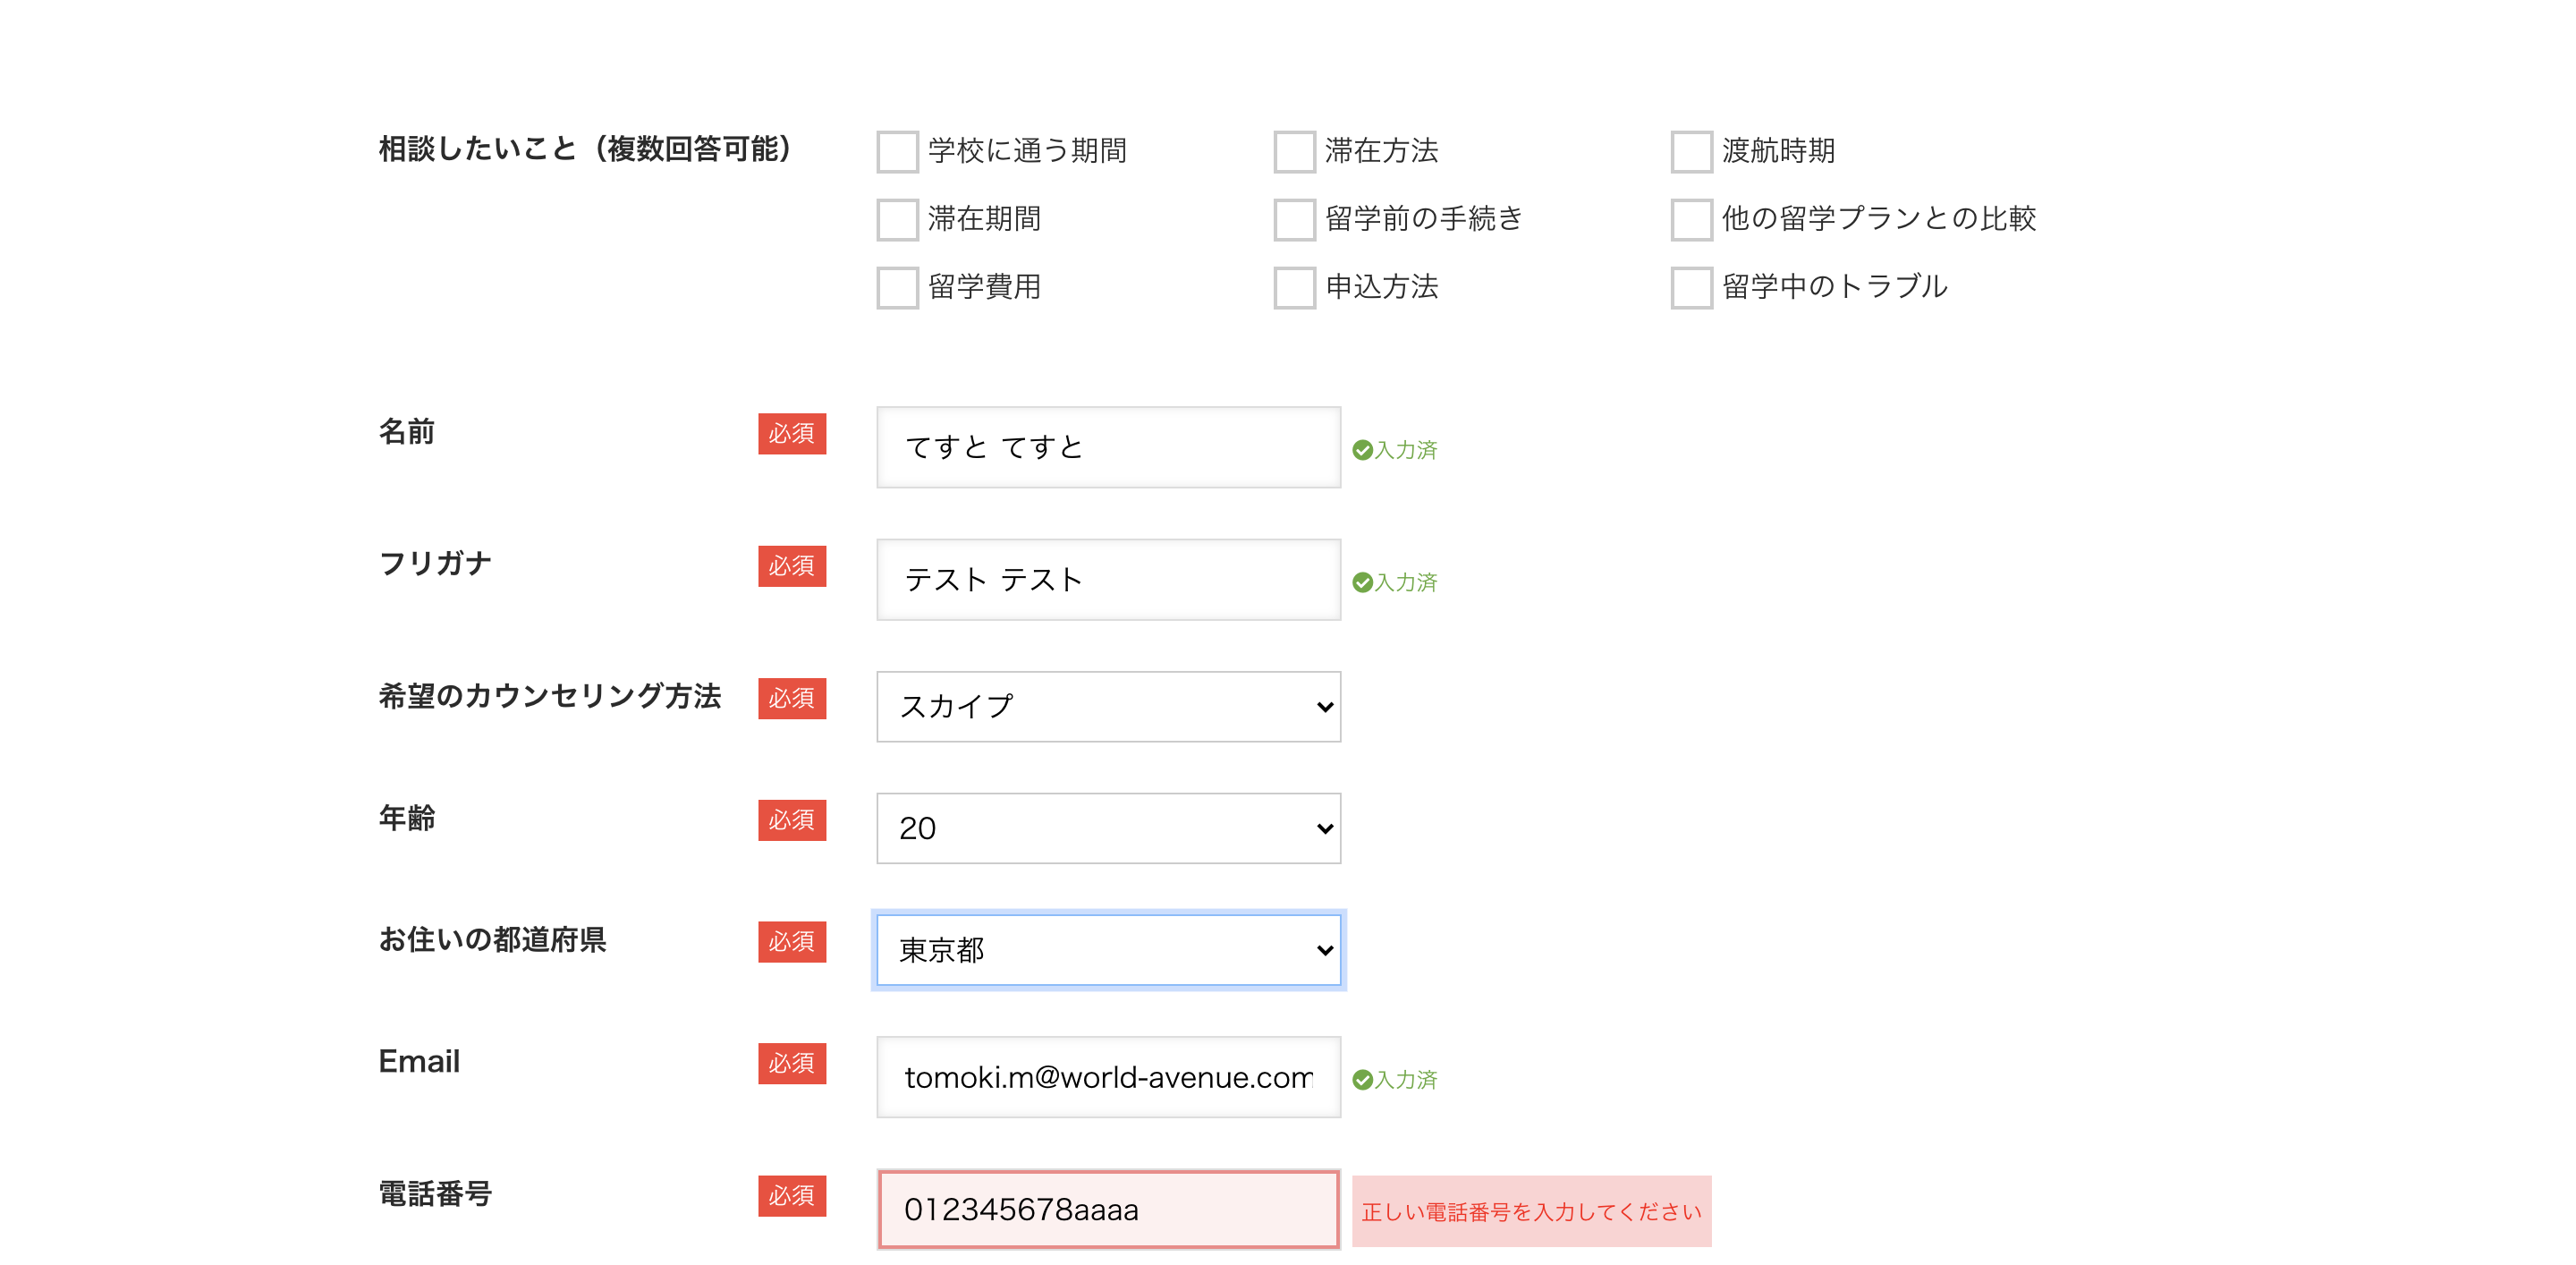 相談したいこと（複数回答可能）
学校に通う期間 滞在方法 渡航時期
滞在期間 留学前の手続き 他の留学プランとの比較
留学費用 申込方法 留学中のトラブル
名前 必須 てすと てすと 入力済
フリガナ 必須 テスト テスト 入力済
希望のカウンセリング方法 必須 スカイプ
年齢 必須 20
お住いの都道府県 必須 東京都
Email 必須 tomoki.m@world-avenue.com 入力済
電話番号 必須 012345678aaaa 正しい電話番号を入力してください